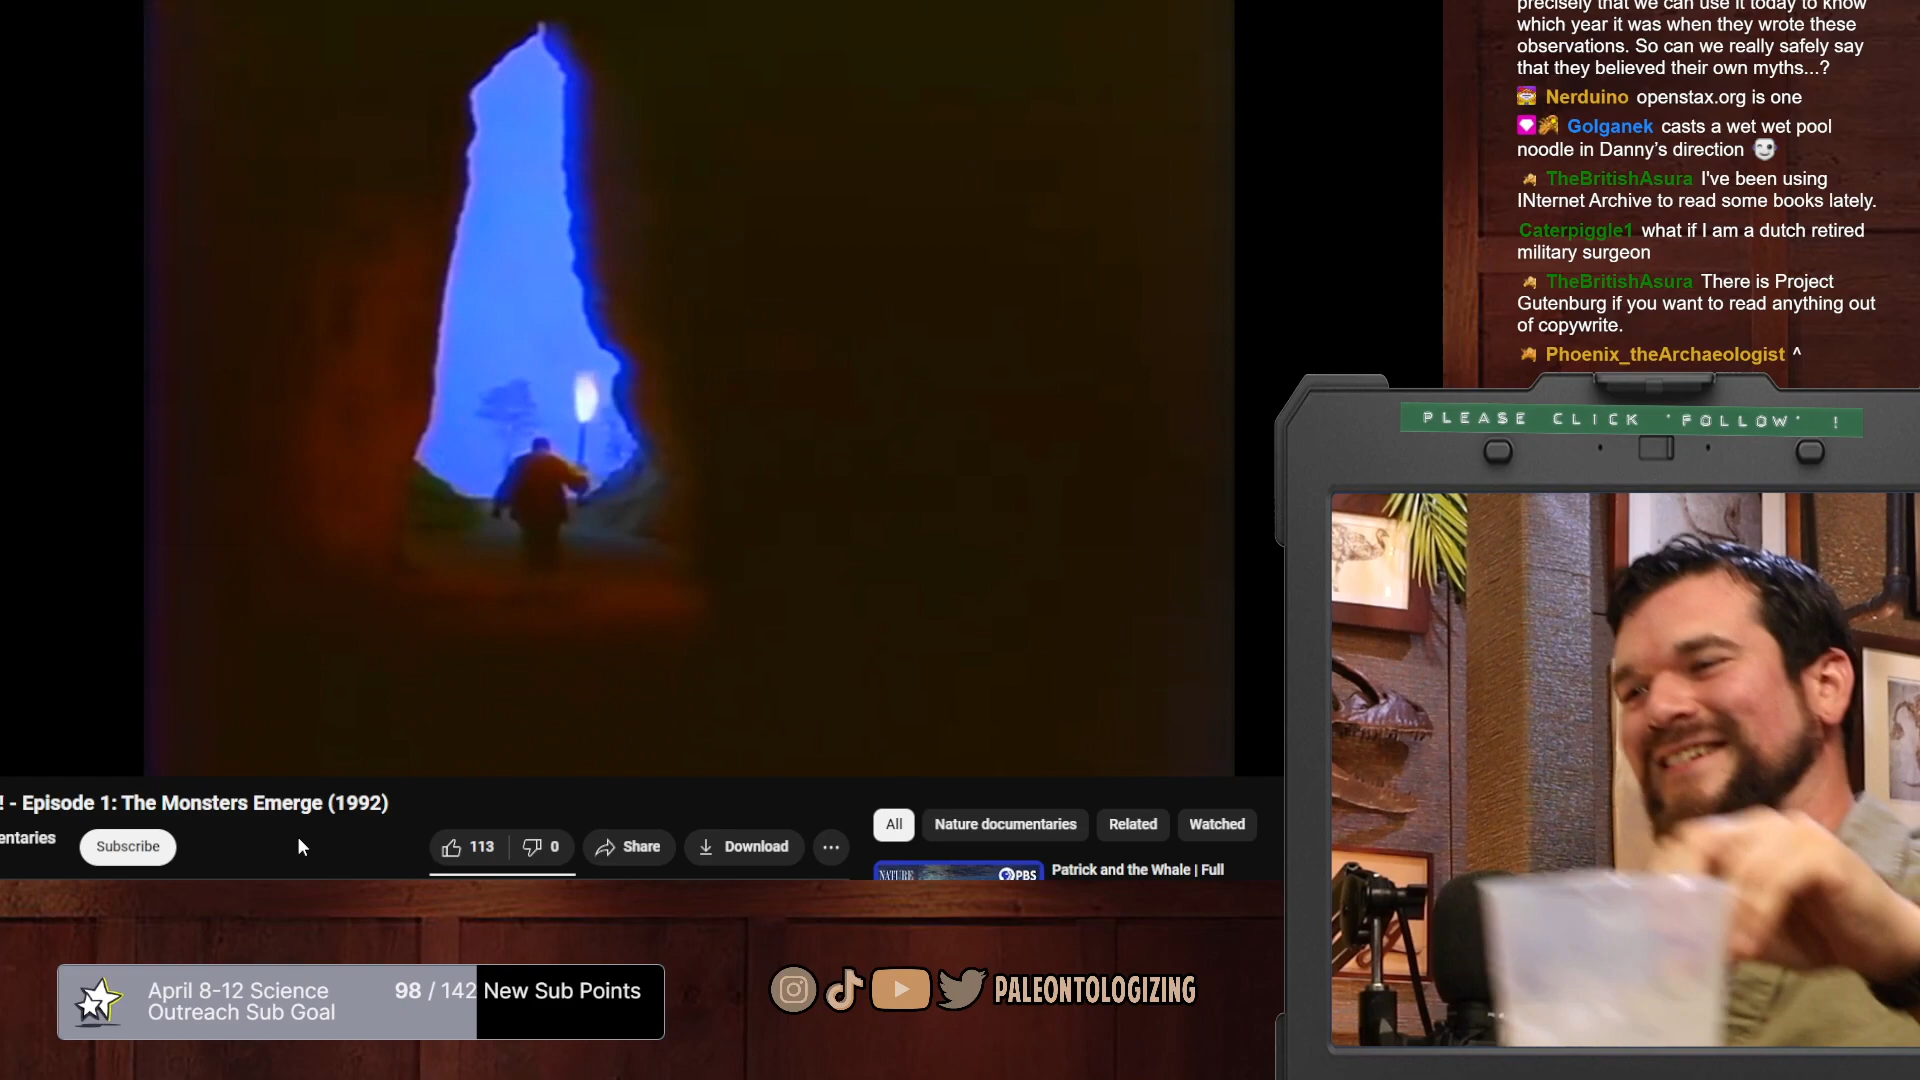 precisely that we can use it today to know
which year it was when they wrote these
observations. So can we really safely say
that they believed their own myths...?
Nerduino openstax.org is one
Golganek casts a wet wet pool
noodle in Danny's direction
TheBritishAsura I've been using
INternet Archive to read some books lately.
Caterpiggle1 what if I am a dutch retired
military surgeon
TheBritishAsura There is Project
Gutenburg if you want to read anything out
of copywrite.
Phoenix_theArchaeologist ^
PLEASE CLICK 'FOLLOW' !
! - Episode 1: The Monsters Emerge (1992)
entaries
Subscribe
113
0
Share
Download
All
Nature documentaries
Related
Watched
NATURE
PBS
Patrick and the Whale | Full
April 8-12 Science
Outreach Sub Goal
98 / 142 New Sub Points
PALEONTOLOGIZING